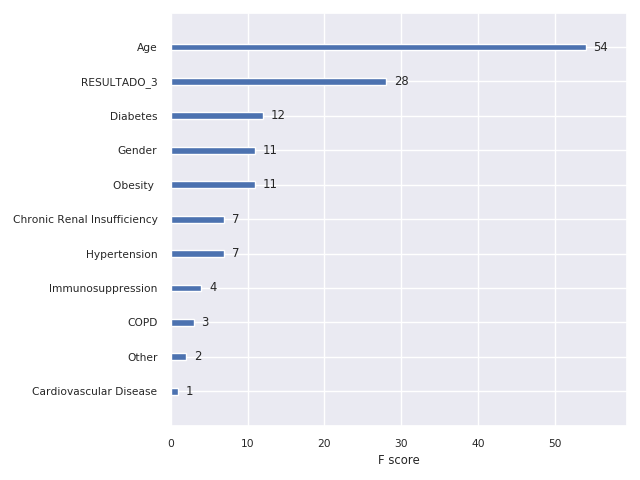 Age 54
RESULTADO_3 28
Diabetes 12
Gender 11
Obesity 11
Chronic Renal Insufficiency 7
Hypertension 7
Immunosuppression 4
COPD 3
Other 2
Cardiovascular Disease 1
0 10 20 30 40 50
F score